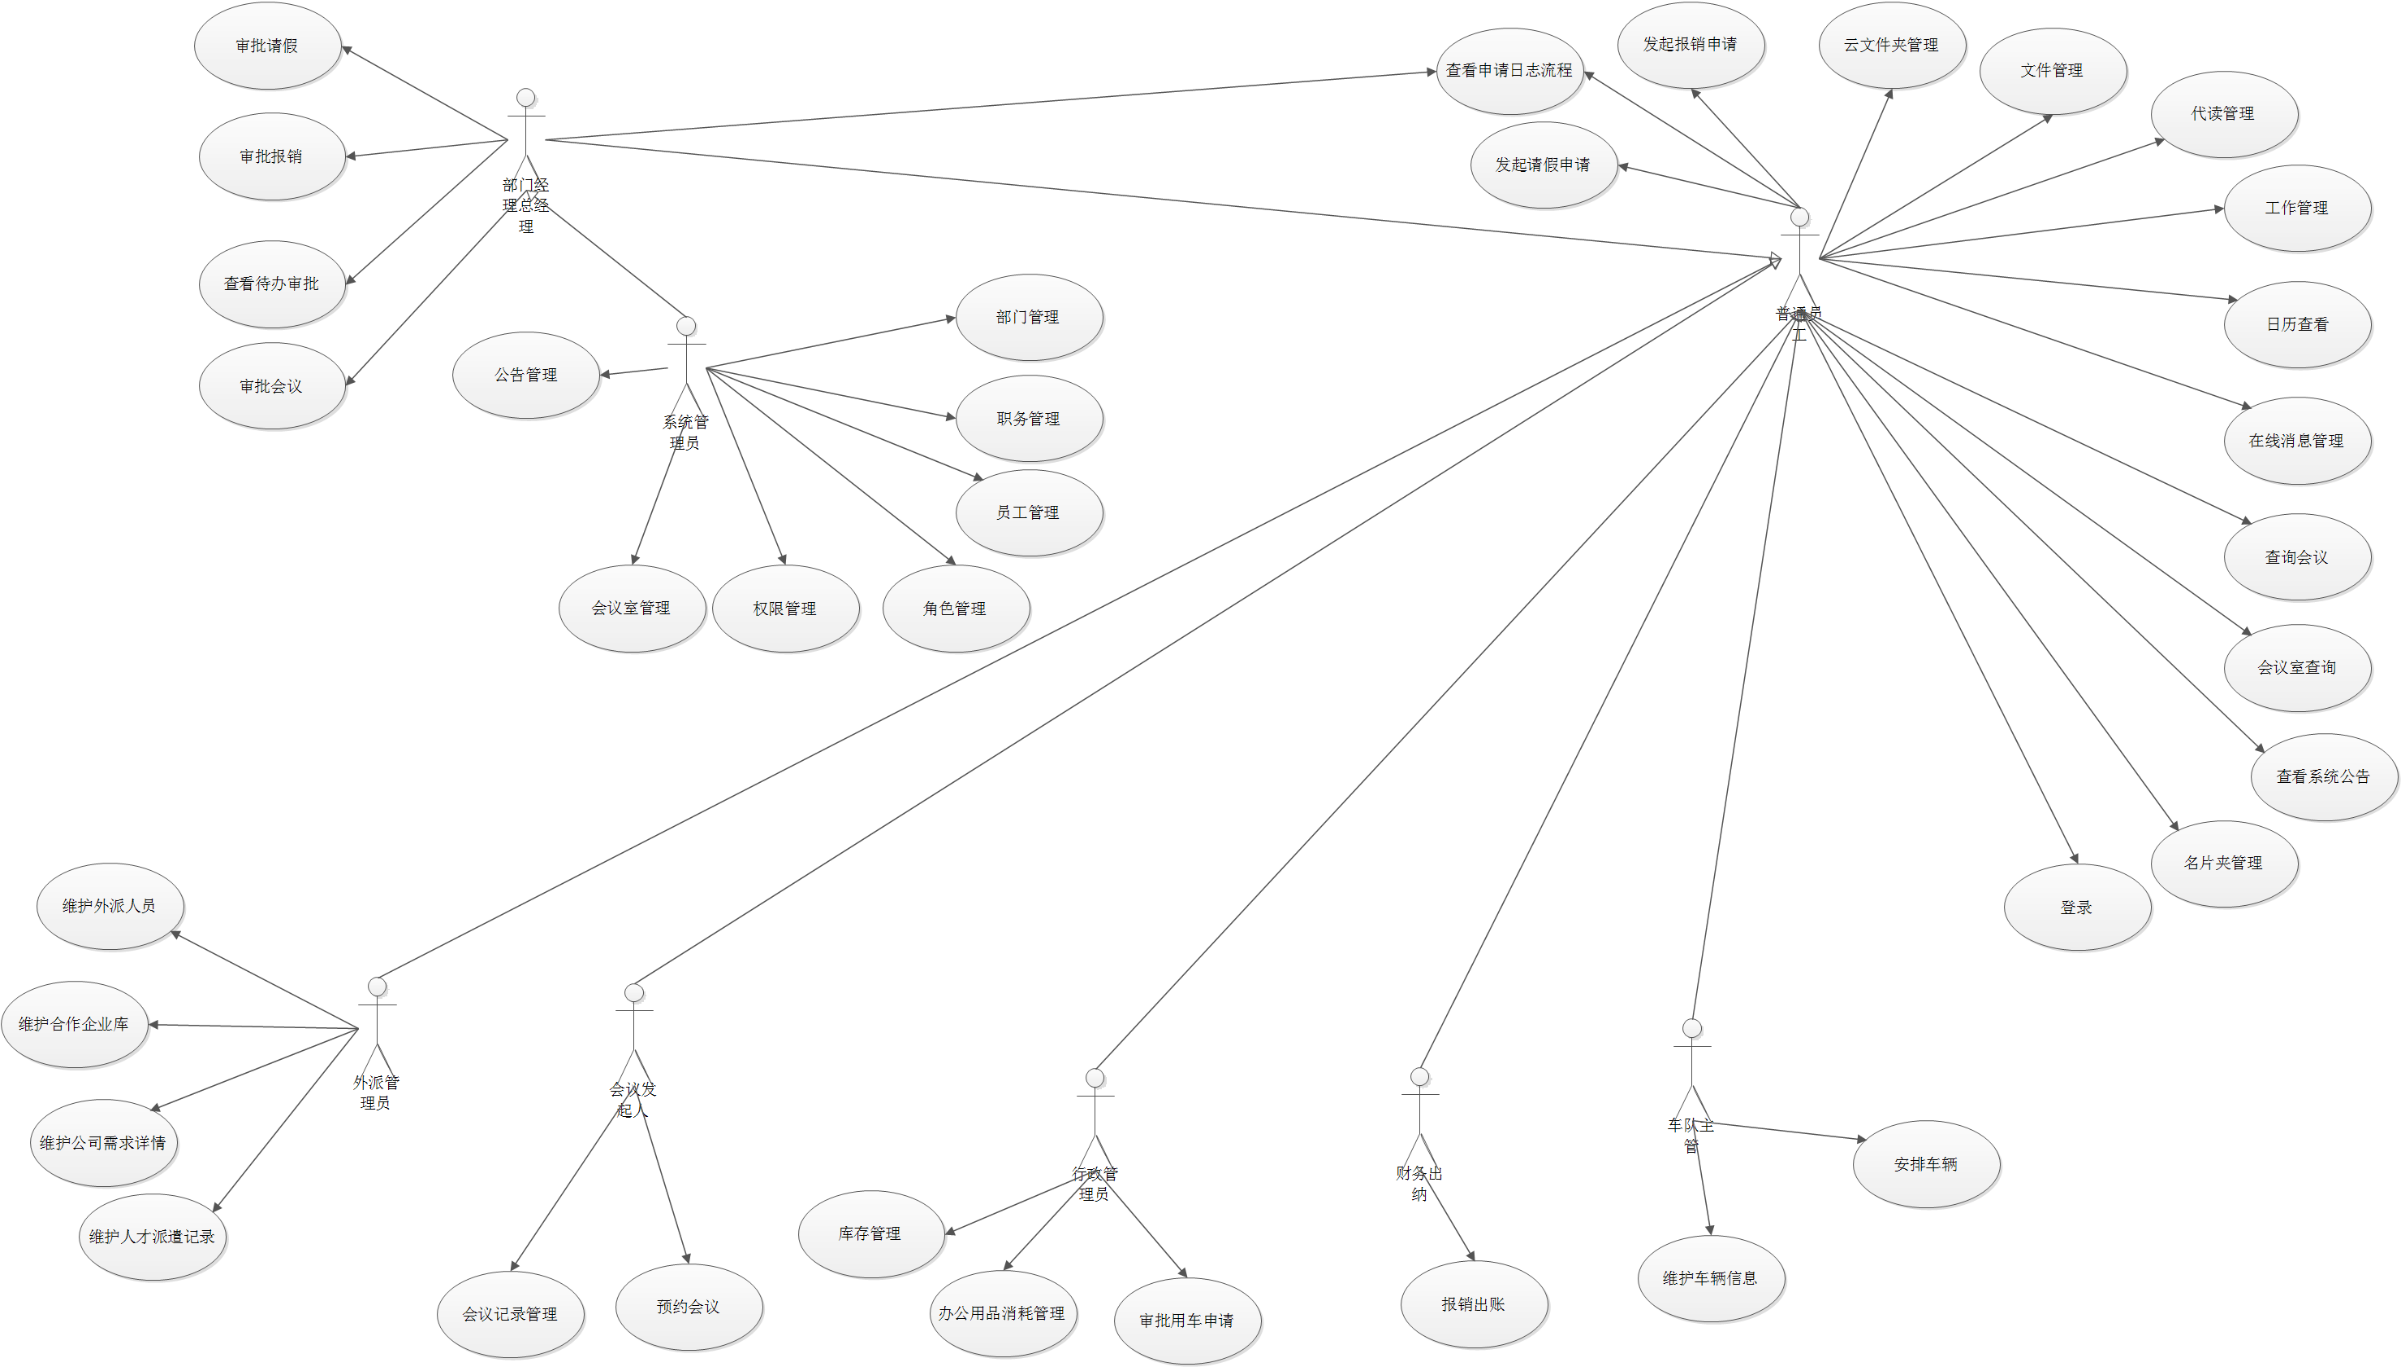 审批请假
审批报销
查看待办审批
审批会议
部门经
理总经
理
查看申请日志流程
发起报销申请
云文件夹管理
文件管理
代读管理
发起请假申请
工作管理
普通员
工
日历查看
在线消息管理
查询会议
会议室查询
查看系统公告
名片夹管理
登录
公告管理
系统管
理员
部门管理
职务管理
员工管理
会议室管理
权限管理
角色管理
维护外派人员
维护合作企业库
维护公司需求详情
维护人才派遣记录
外派管
理员
会议发
起人
会议记录管理
预约会议
行政管
理员
库存管理
办公用品消耗管理
审批用车申请
财务出
纳
报销出账
车队主
管
安排车辆
维护车辆信息